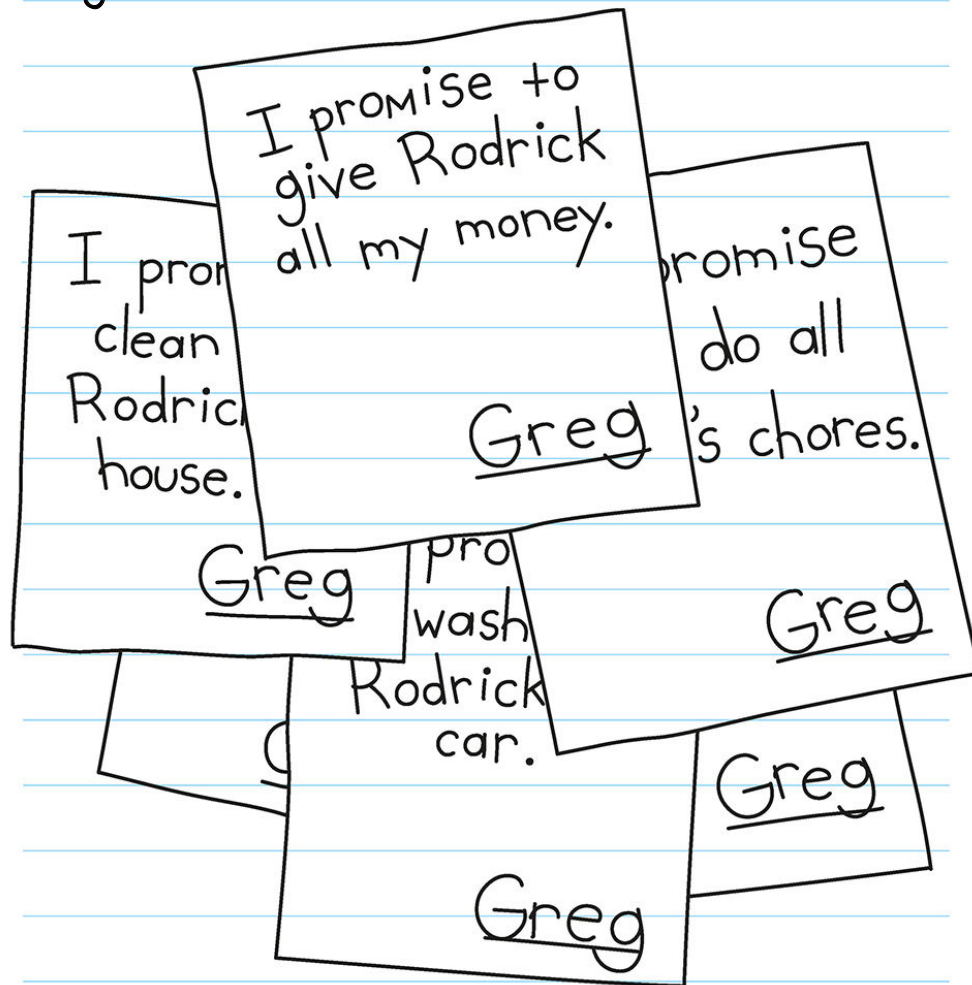 I promise to
give Rodrick
all my money.
Greg
I pror
clean
Rodric
house.
Greg
promise
do all
's chores.
Greg
pro
wash
Rodrick
car.
Greg
Greg